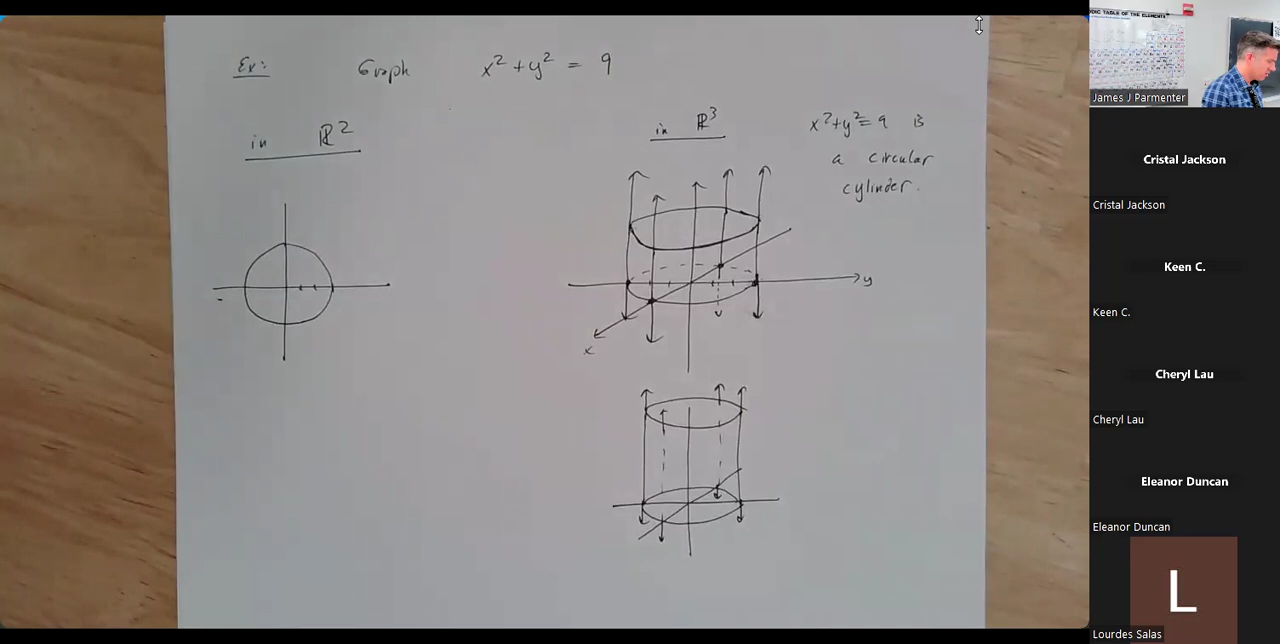 Ex: Graph x² + y² = 9
in ℝ²
in ℝ³
x²+y²=9 is
a circular
cylinder.
y
x
DIC TABLE OF THE ELEMENTS
James J Parmenter
Cristal Jackson
Cristal Jackson
Keen C.
Keen C.
Cheryl Lau
Cheryl Lau
Eleanor Duncan
Eleanor Duncan
L
Lourdes Salas